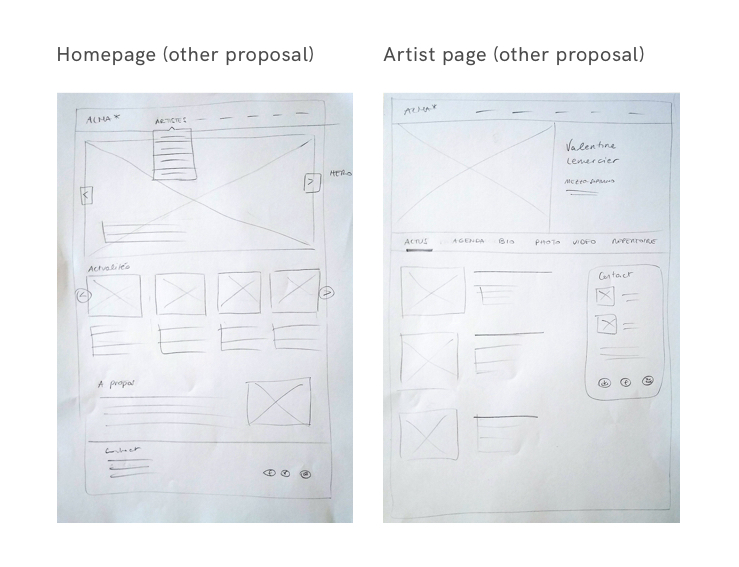 Homepage (other proposal)
ALMA*
ARTISTES
HERO
Actualités
A propos
Contact
Artist page (other proposal)
ALMA*
Valentine
Lemercier
MEZZO-SOPRANO
ACTUS AGENDA BIO PHOTO VIDEO REPERTOIRE
Contact